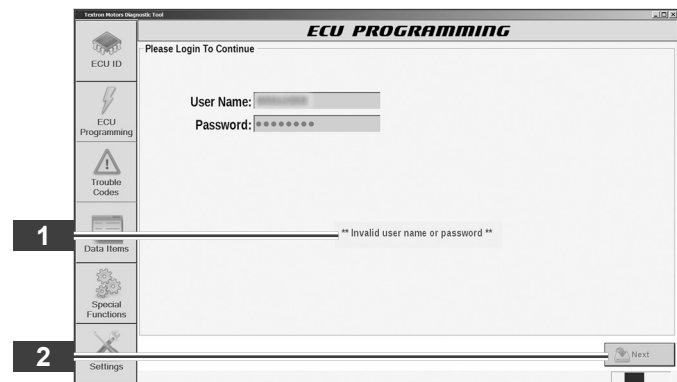 Textron Motors Diagnostic Tool
ECU PROGRAMMING
ECU ID
Please Login To Continue
User Name:
Password:
ECU
Programming
Trouble
Codes
1
** Invalid user name or password **
Data Items
Special
Functions
2
Next
Settings